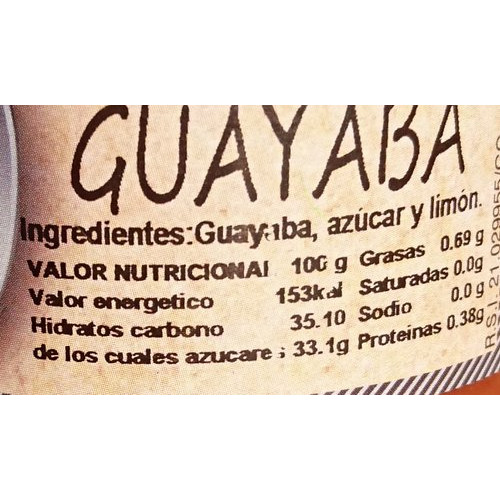 GUAYABA
Ingredientes:Guayaba, azúcar y limón.
VALOR NUTRICIONAL 100 g Grasas 0.69 g
Valor energetico 153kal Saturadas 0.0g
Hidratos carbono 35.10 Sodio 0.0 g
de los cuales azucares 33.1g Proteinas 0.38g